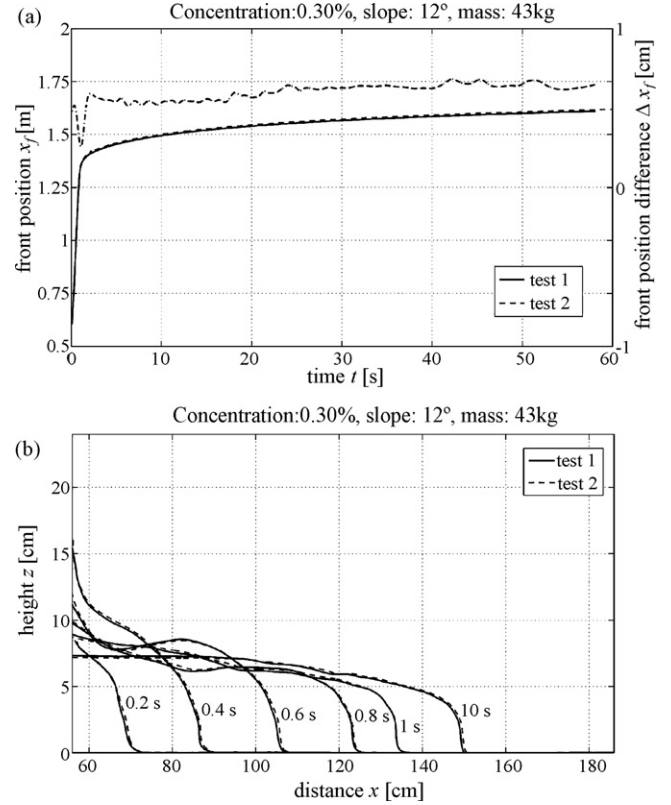 (a)
Concentration:0.30%, slope: 12º, mass: 43kg
2
1.75
1.5
1.25
1
0.75
0.5
front position x_f [m]
1
0
-1
front position difference Δ x_f [cm]
test 1
test 2
0 10 20 30 40 50 60
time t [s]
(b)
Concentration:0.30%, slope: 12º, mass: 43kg
20
15
10
5
0
height z [cm]
test 1
test 2
0.2 s
0.4 s
0.6 s
0.8 s
1 s
10 s
60 80 100 120 140 160 180
distance x [cm]